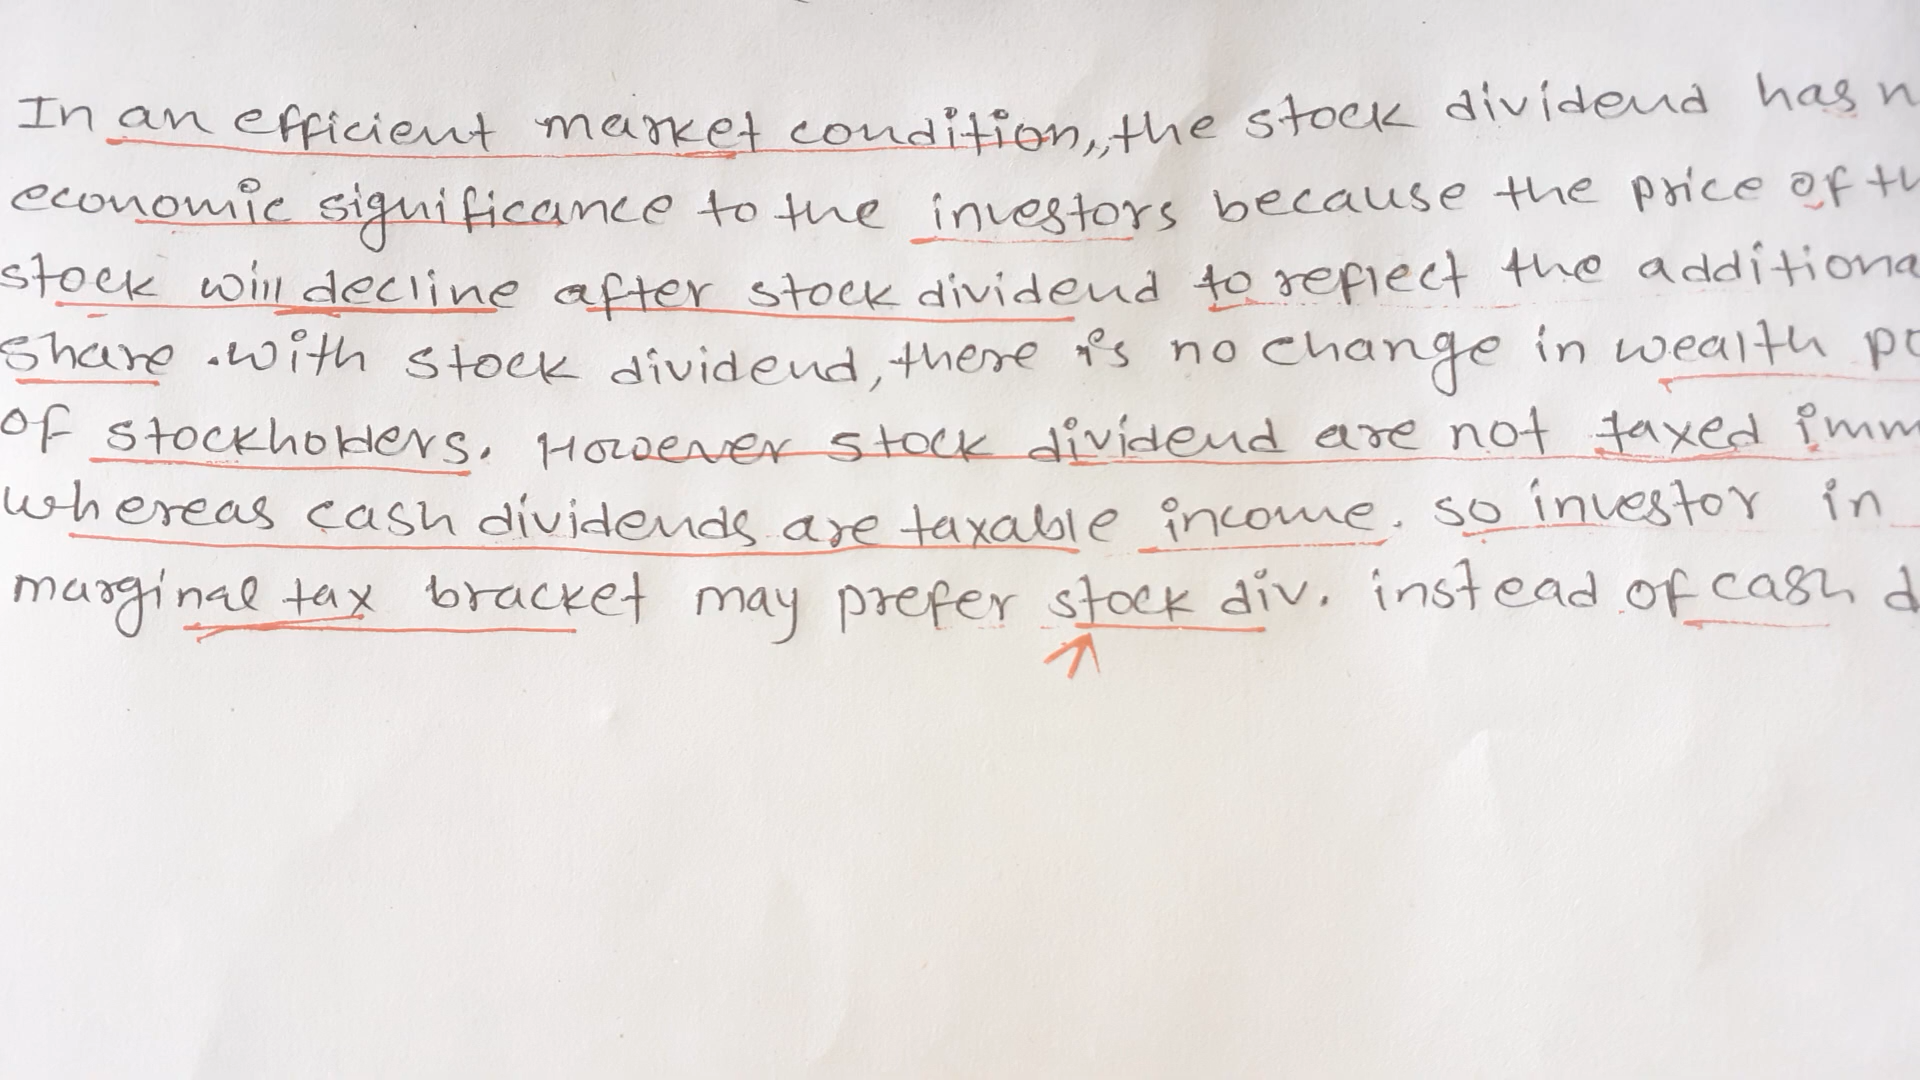 In an efficient market condition,, the stock dividend has n
economic significance to the investors because the price of th
stock will decline after stock dividend to reflect the additiona
share. With stock dividend, there is no change in wealth po
of stockholders. However stock dividend are not taxed imm
whereas cash dividends are taxable income. so investor in
marginal tax bracket may prefer stock div. instead of cash d